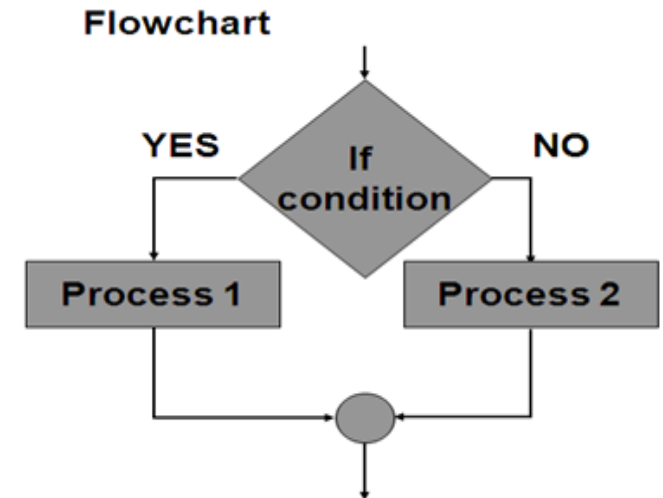 Flowchart
YES
If
condition
NO
Process 1
Process 2